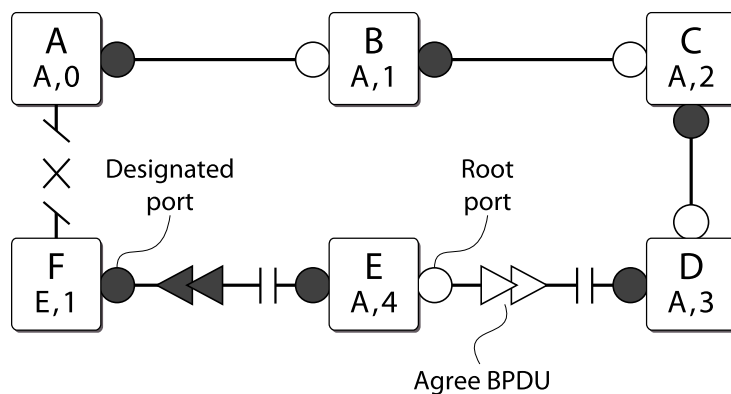 A
A,0
B
A,1
C
A,2
Designated
port
Root
port
F
E,1
E
A,4
D
A,3
Agree BPDU